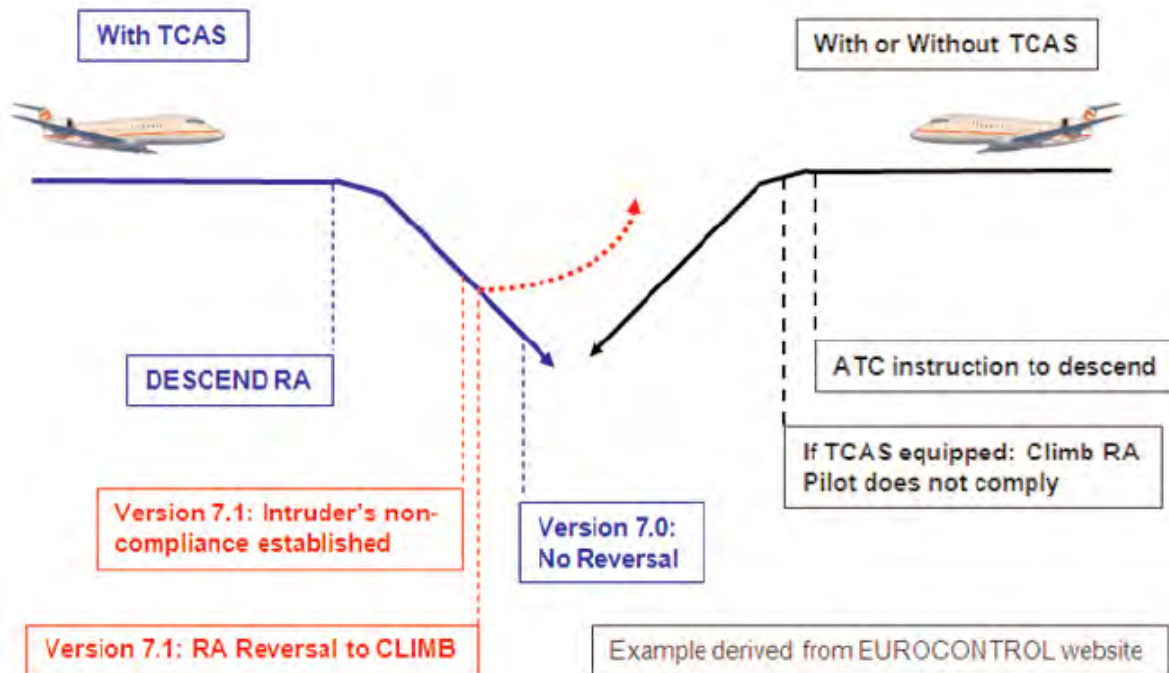 With TCAS
With or Without TCAS
DESCEND RA
ATC instruction to descend
If TCAS equipped: Climb RA
Pilot does not comply
Version 7.1: Intruder's non-
compliance established
Version 7.0:
No Reversal
Version 7.1: RA Reversal to CLIMB
Example derived from EUROCONTROL website